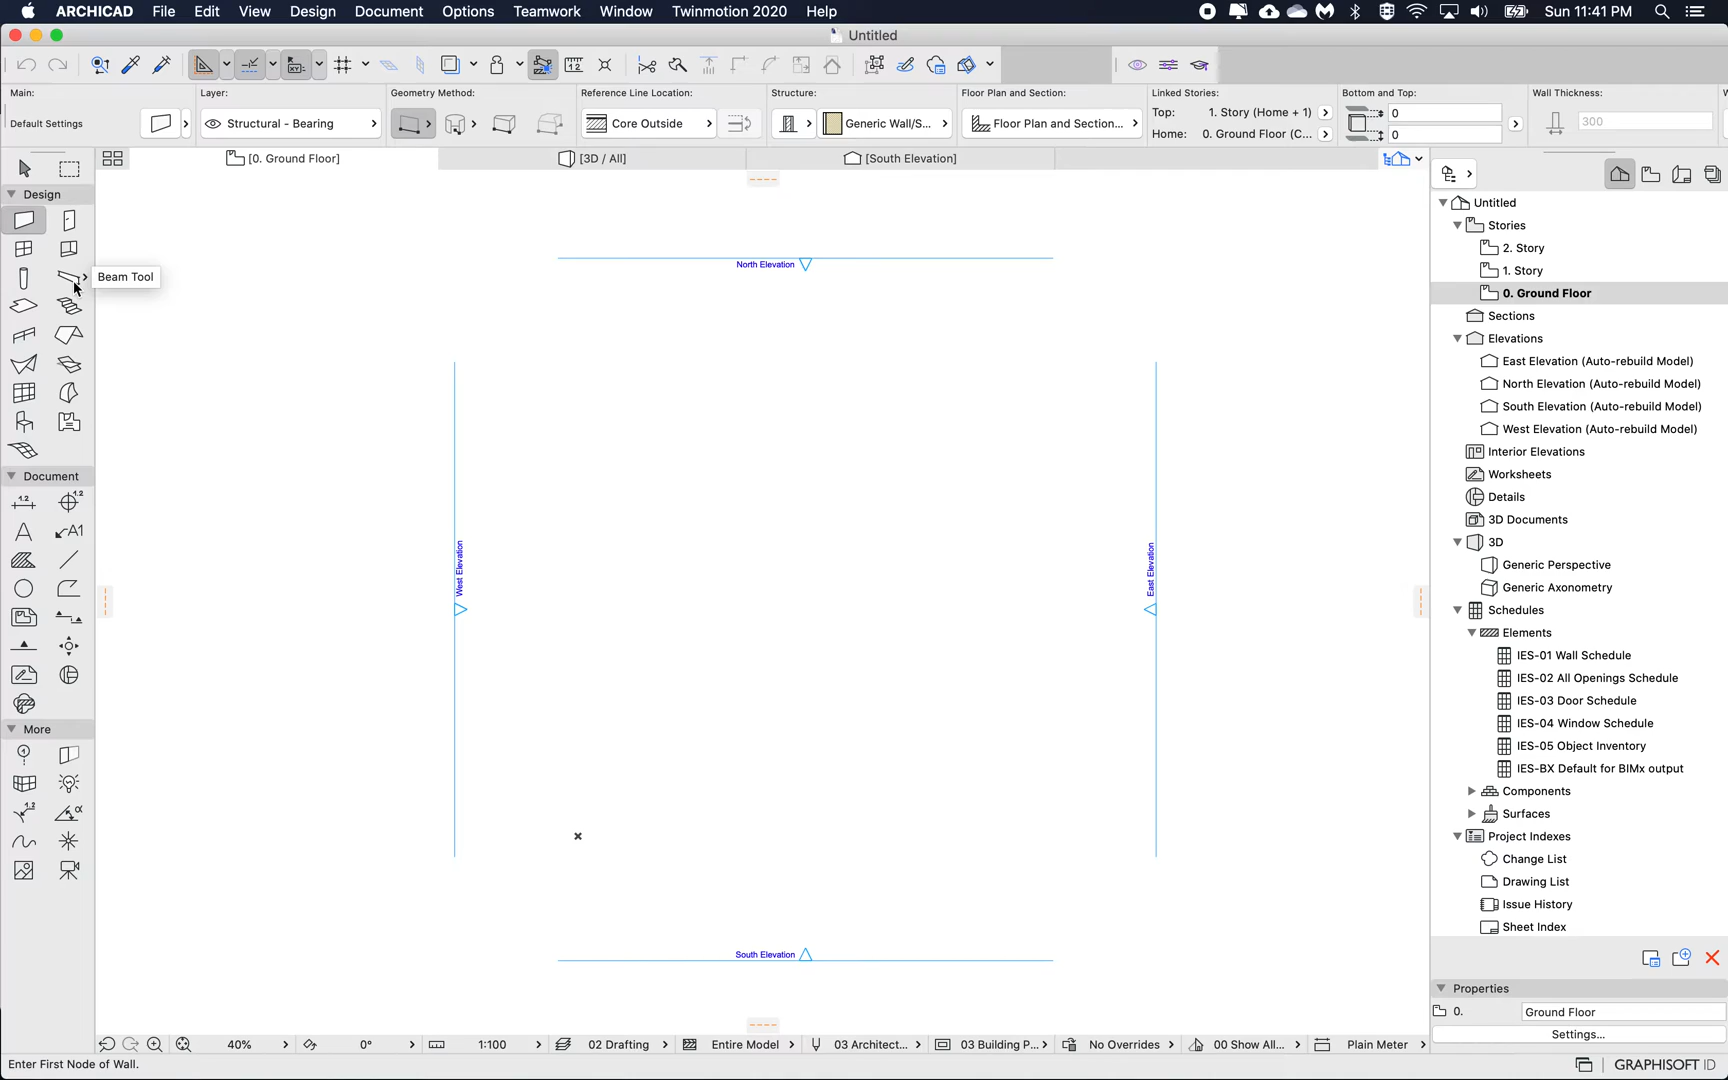 ARCHICAD File Edit View Design Document Options Teamwork Window Twinmotion 2020 Help Sun 11:41 PM
Untitled
Main: Layer: Geometry Method: Reference Line Location: Structure: Floor Plan and Section: Linked Stories: Bottom and Top: Wall Thickness:
Top: 1. Story (Home + 1) 0
Default Settings Structural - Bearing Core Outside Generic Wall/S... Floor Plan and Section... 300
Home: 0. Ground Floor (C... 0
[0. Ground Floor] [3D / All] [South Elevation]
Design
Beam Tool
Document
1.2 1.2
A A1
More
1
1.2 α
North Elevation
West Elevation
East Elevation
South Elevation
Untitled
Stories
2. Story
1. Story
0. Ground Floor
Sections
Elevations
East Elevation (Auto-rebuild Model)
North Elevation (Auto-rebuild Model)
South Elevation (Auto-rebuild Model)
West Elevation (Auto-rebuild Model)
Interior Elevations
Worksheets
Details
3D Documents
3D
Generic Perspective
Generic Axonometry
Schedules
Elements
IES-01 Wall Schedule
IES-02 All Openings Schedule
IES-03 Door Schedule
IES-04 Window Schedule
IES-05 Object Inventory
IES-BX Default for BIMx output
Components
Surfaces
Project Indexes
Change List
Drawing List
Issue History
Sheet Index
Properties
0. Ground Floor
Settings...
40% 0° 1:100 02 Drafting Entire Model 03 Architect... 03 Building P... No Overrides 00 Show All... Plain Meter
Enter First Node of Wall. GRAPHISOFT ID